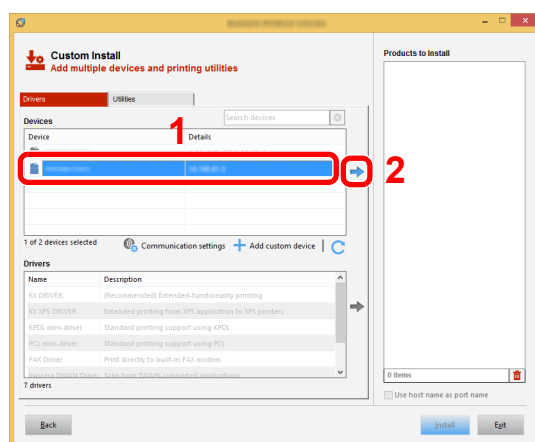 Custom Install
Add multiple devices and printing utilities
Products to Install
Drivers Utilities
Devices
Search devices
1
Device Details
2
1 of 2 devices selected
Communication settings
Add custom device
Drivers
Name Description
KX DRIVER (Recommended) Extended-functionality printing
KX XPS DRIVER Extended printing from XPS application to XPS printers
KPDL mini-driver Standard printing support using KPDL
PCL mini-driver Standard printing support using PCL
FAX Driver Print directly to built-in FAX modem
Kyocera TWAIN Driver Scan from TWAIN-supported applications
7 drivers
0 items
Use host name as port name
Back
Install
Exit